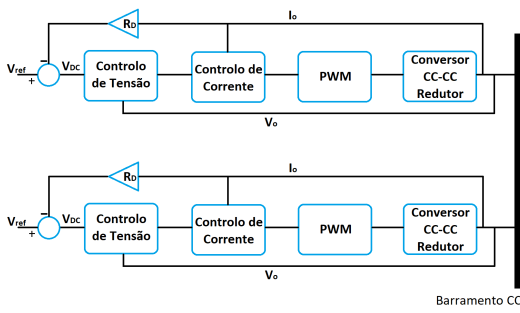 Io
RD
Vref
VDC
Controlo
de Tensão
Controlo de
Corrente
PWM
Conversor
CC-CC
Redutor
Vo
Io
RD
Vref
VDC
Controlo
de Tensão
Controlo de
Corrente
PWM
Conversor
CC-CC
Redutor
Vo
Barramento CC